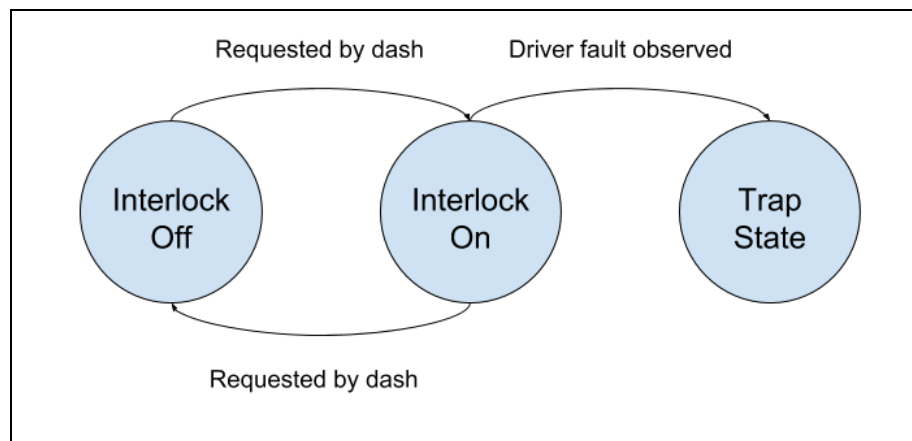 Requested by dash
Driver fault observed
Interlock
Off
Interlock
On
Trap
State
Requested by dash